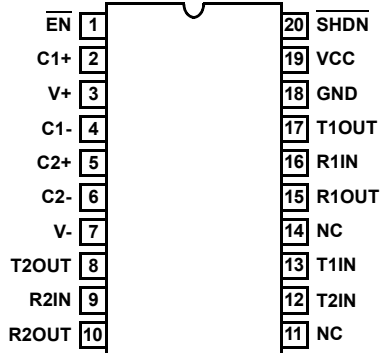 EN 1 20 SHDN
C1+ 2 19 VCC
V+ 3 18 GND
C1- 4 17 T1OUT
C2+ 5 16 R1IN
C2- 6 15 R1OUT
V- 7 14 NC
T2OUT 8 13 T1IN
R2IN 9 12 T2IN
R2OUT 10 11 NC